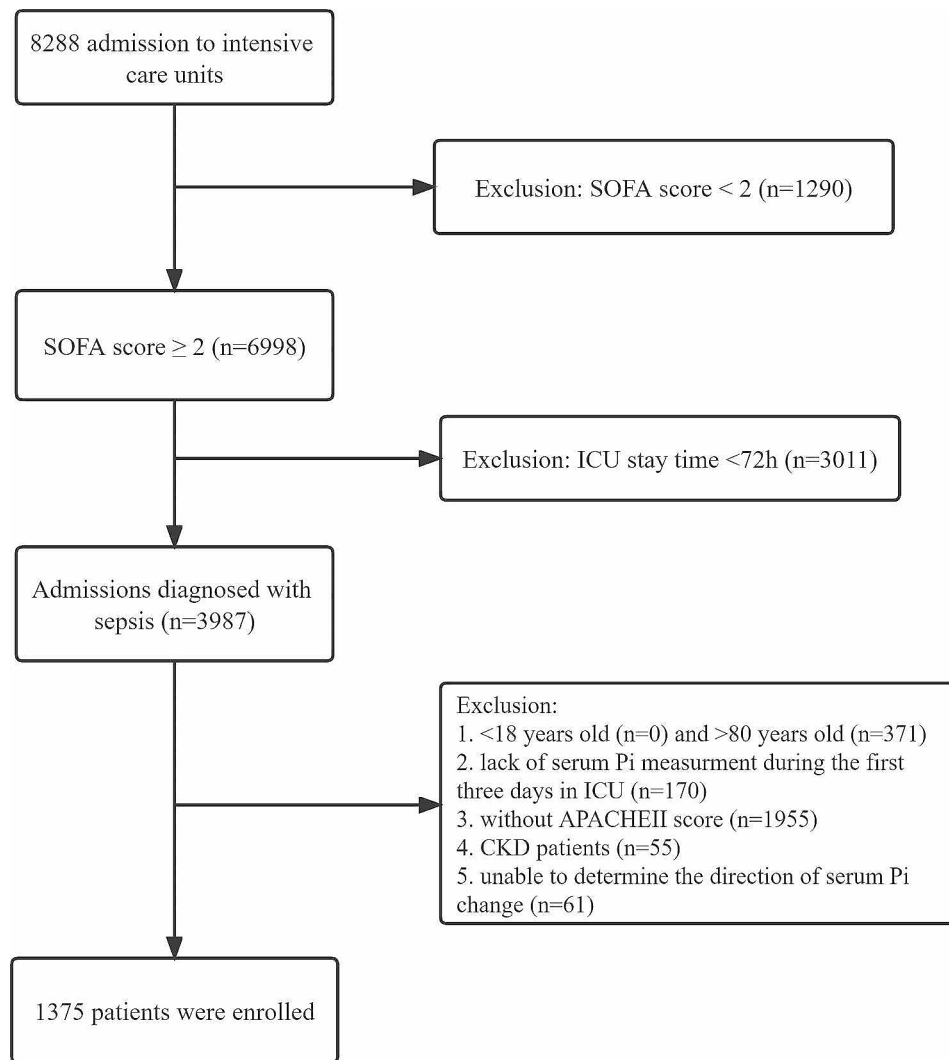 8288 admission to intensive
care units
Exclusion: SOFA score < 2 (n=1290)
SOFA score ≥ 2 (n=6998)
Exclusion: ICU stay time <72h (n=3011)
Admissions diagnosed with
sepsis (n=3987)
Exclusion:
1. <18 years old (n=0) and >80 years old (n=371)
2. lack of serum Pi measurment during the first
three days in ICU (n=170)
3. without APACHEII score (n=1955)
4. CKD patients (n=55)
5. unable to determine the direction of serum Pi
change (n=61)
1375 patients were enrolled